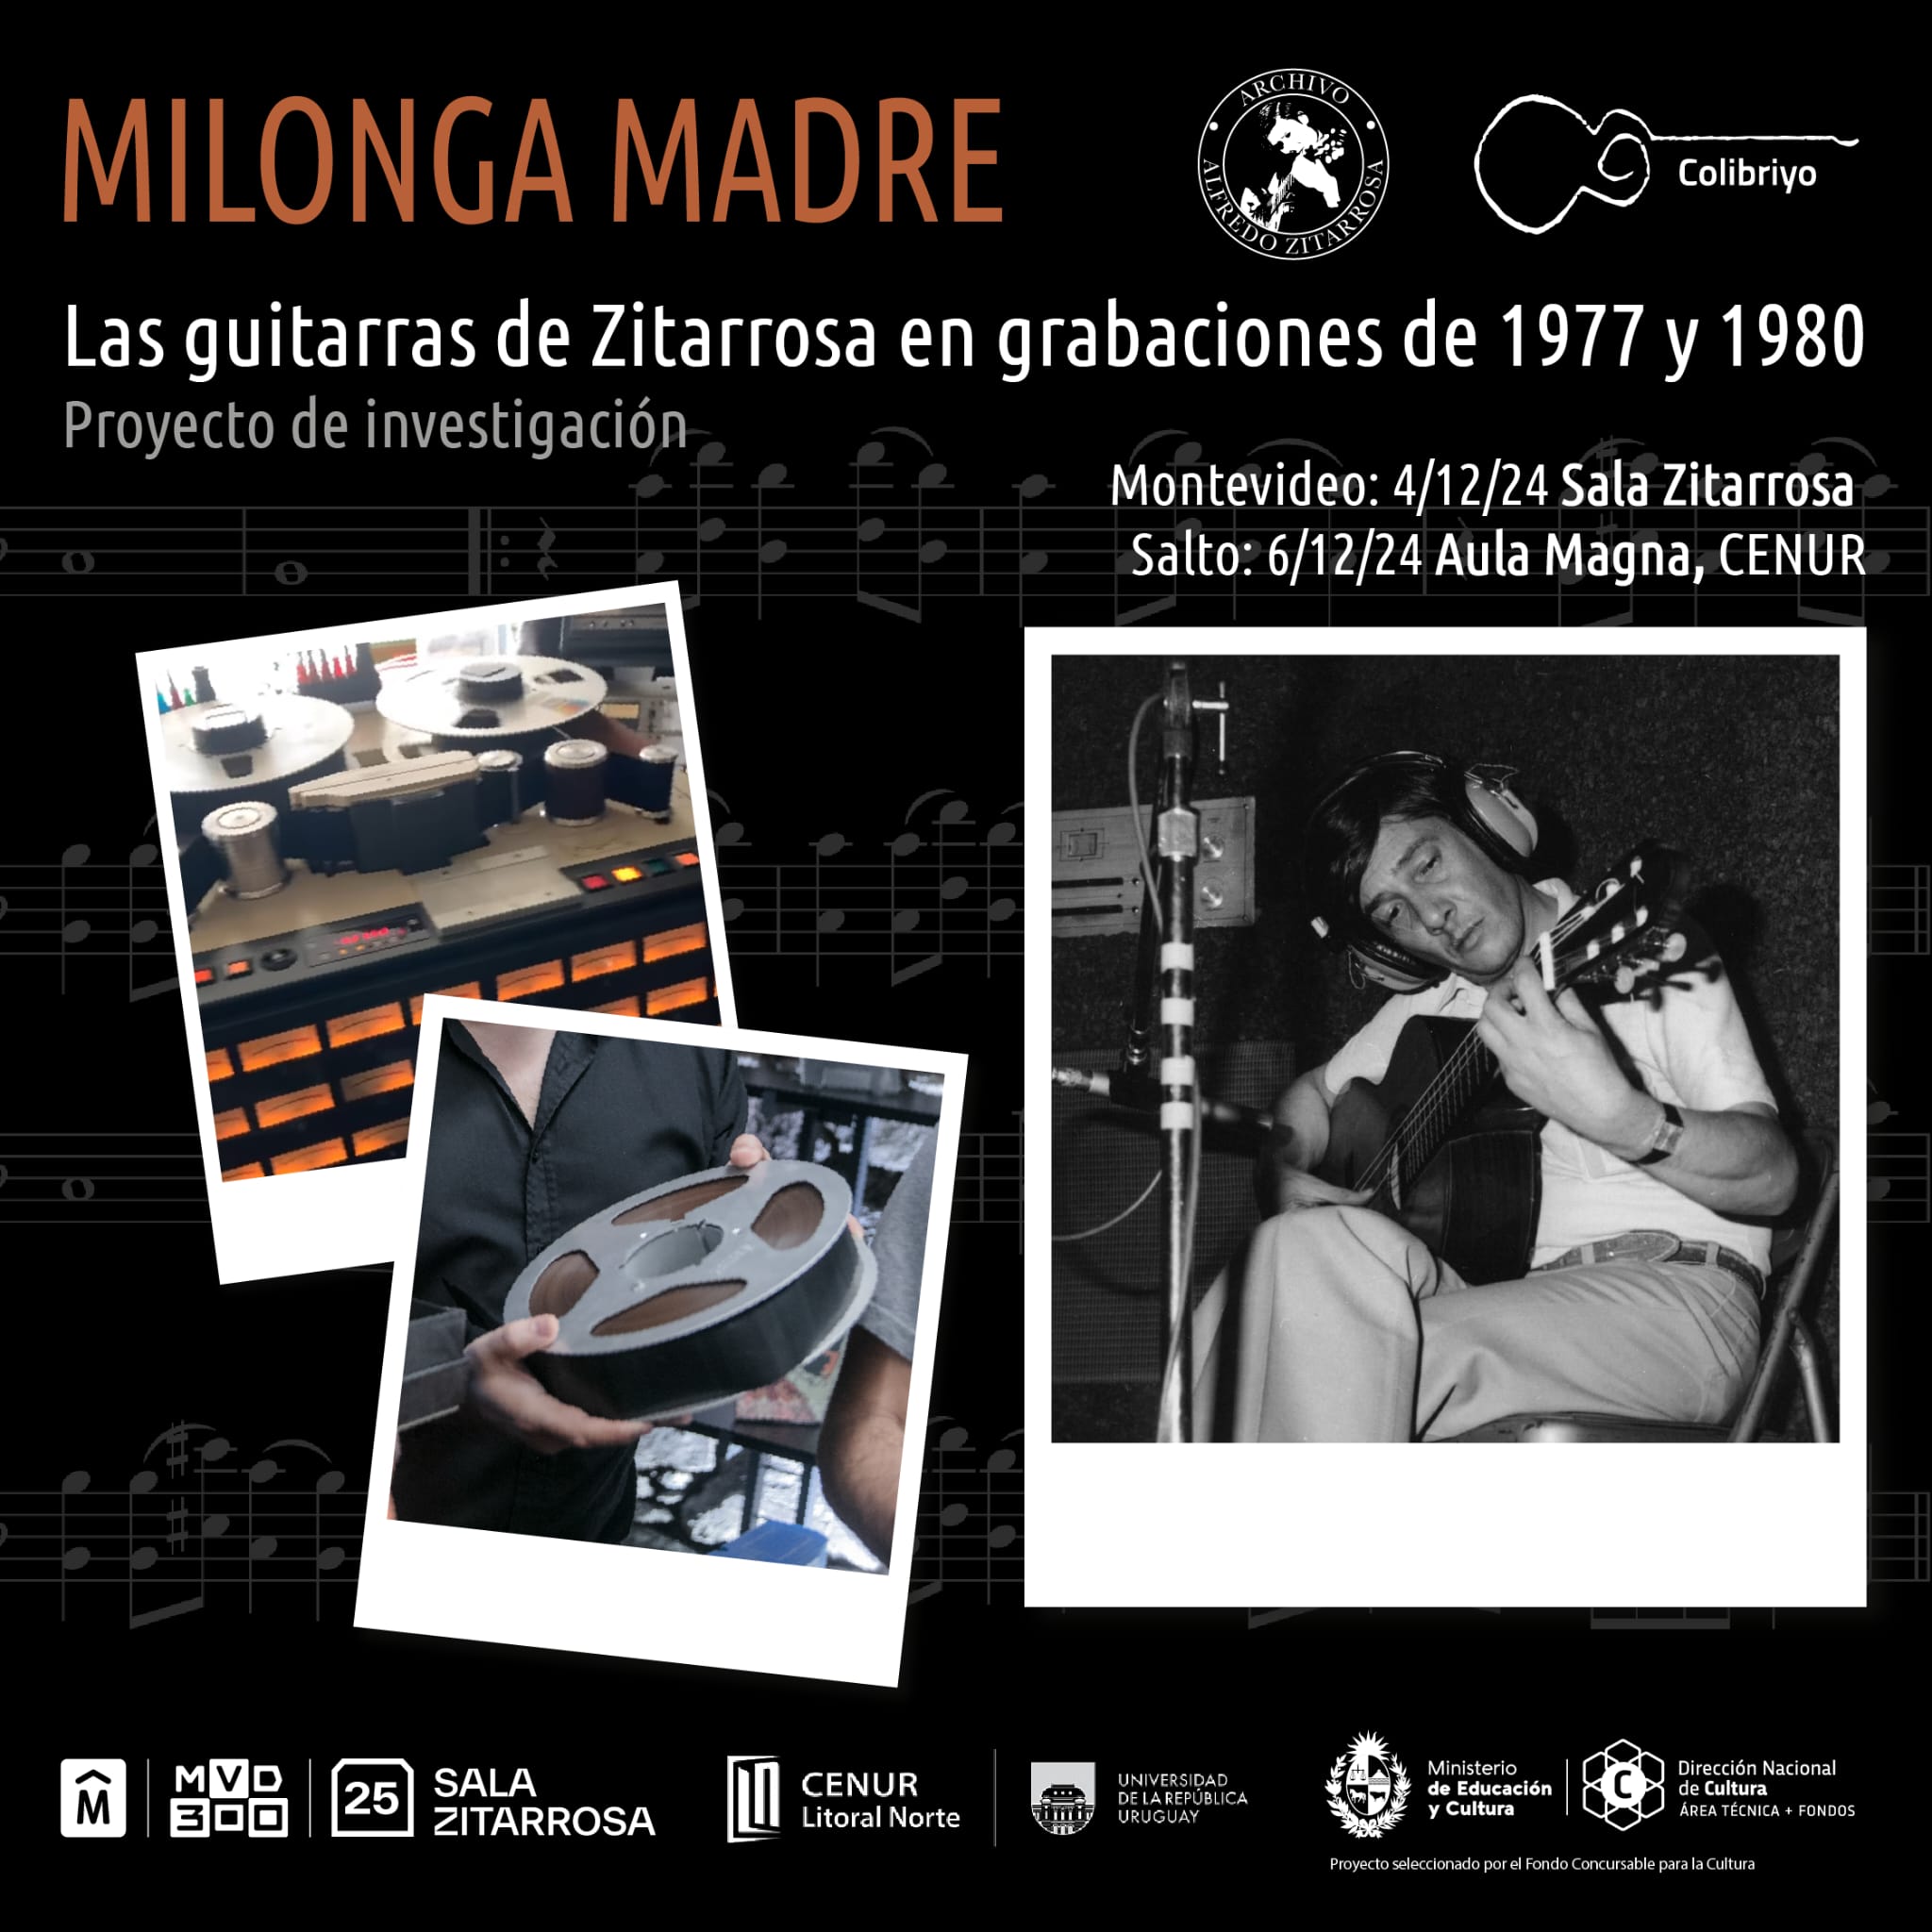 MILONGA MADRE
ARCHIVO
ALFREDO ZITARROSA
Colibriyo
Las guitarras de Zitarrosa en grabaciones de 1977 y 1980
Proyecto de investigación
Montevideo: 4/12/24 Sala Zitarrosa
Salto: 6/12/24 Aula Magna, CENUR
M
MVD
300
25
SALA
ZITARROSA
CENUR
Litoral Norte
UNIVERSIDAD
DE LA REPÚBLICA
URUGUAY
Ministerio
de Educación
y Cultura
C
Dirección Nacional
de Cultura
ÁREA TÉCNICA + FONDOS
Proyecto seleccionado por el Fondo Concursable para la Cultura